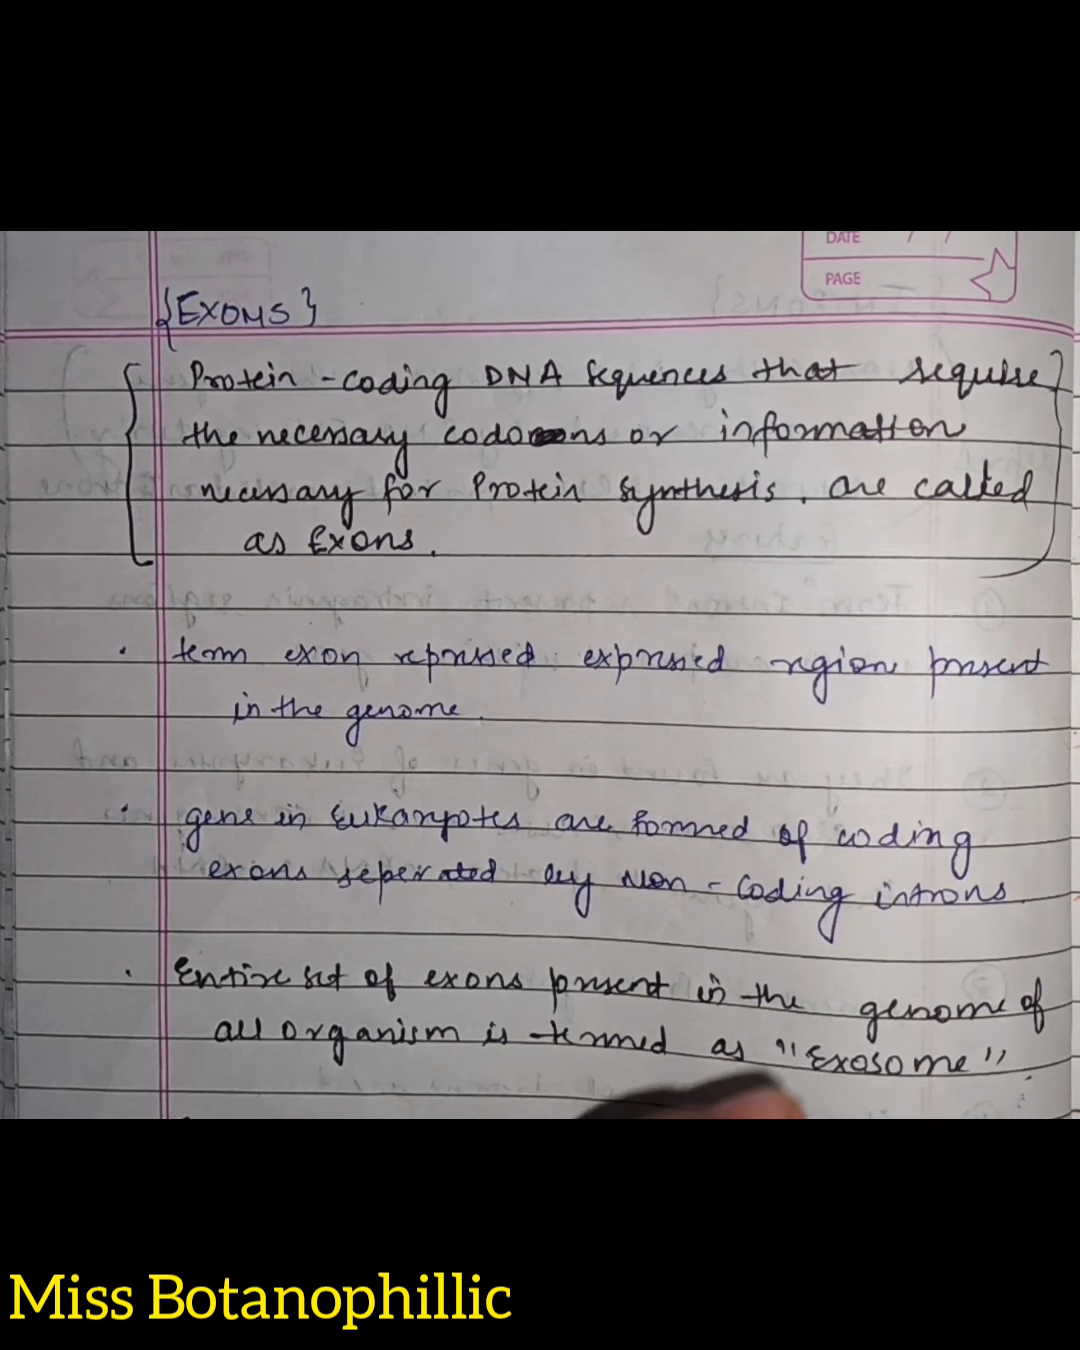 DATE / /
PAGE
{EXONS}
Protein - coding DNA sequences that require
the necessary codons or information
necessary for Protein synthesis. are called
as Exons.
. term exon repressed expressed region present
in the genome.
. gene in Eukaryotes are formed of coding
exons seperated by Non - Coding introns.
. Entire set of exons present in the genome of
all organism is termed as "Exosome"
Miss Botanophillic